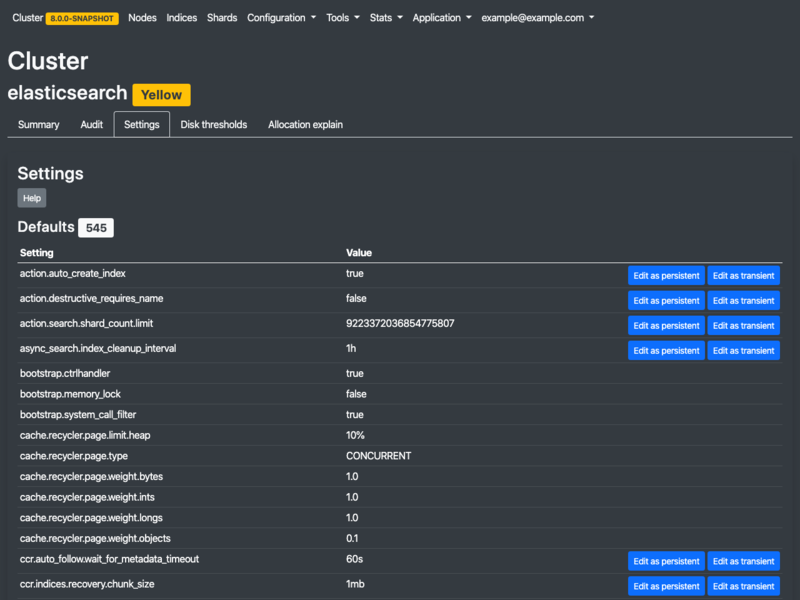 Cluster 8.0.0-SNAPSHOT Nodes Indices Shards Configuration Tools Stats Application example@example.com
Cluster
elasticsearch Yellow
Summary Audit Settings Disk thresholds Allocation explain
Settings
Help
Defaults 545
Setting Value
action.auto_create_index true Edit as persistent Edit as transient
action.destructive_requires_name false Edit as persistent Edit as transient
action.search.shard_count.limit 9223372036854775807 Edit as persistent Edit as transient
async_search.index_cleanup_interval 1h Edit as persistent Edit as transient
bootstrap.ctrlhandler true
bootstrap.memory_lock false
bootstrap.system_call_filter true
cache.recycler.page.limit.heap 10%
cache.recycler.page.type CONCURRENT
cache.recycler.page.weight.bytes 1.0
cache.recycler.page.weight.ints 1.0
cache.recycler.page.weight.longs 1.0
cache.recycler.page.weight.objects 0.1
ccr.auto_follow.wait_for_metadata_timeout 60s Edit as persistent Edit as transient
ccr.indices.recovery.chunk_size 1mb Edit as persistent Edit as transient